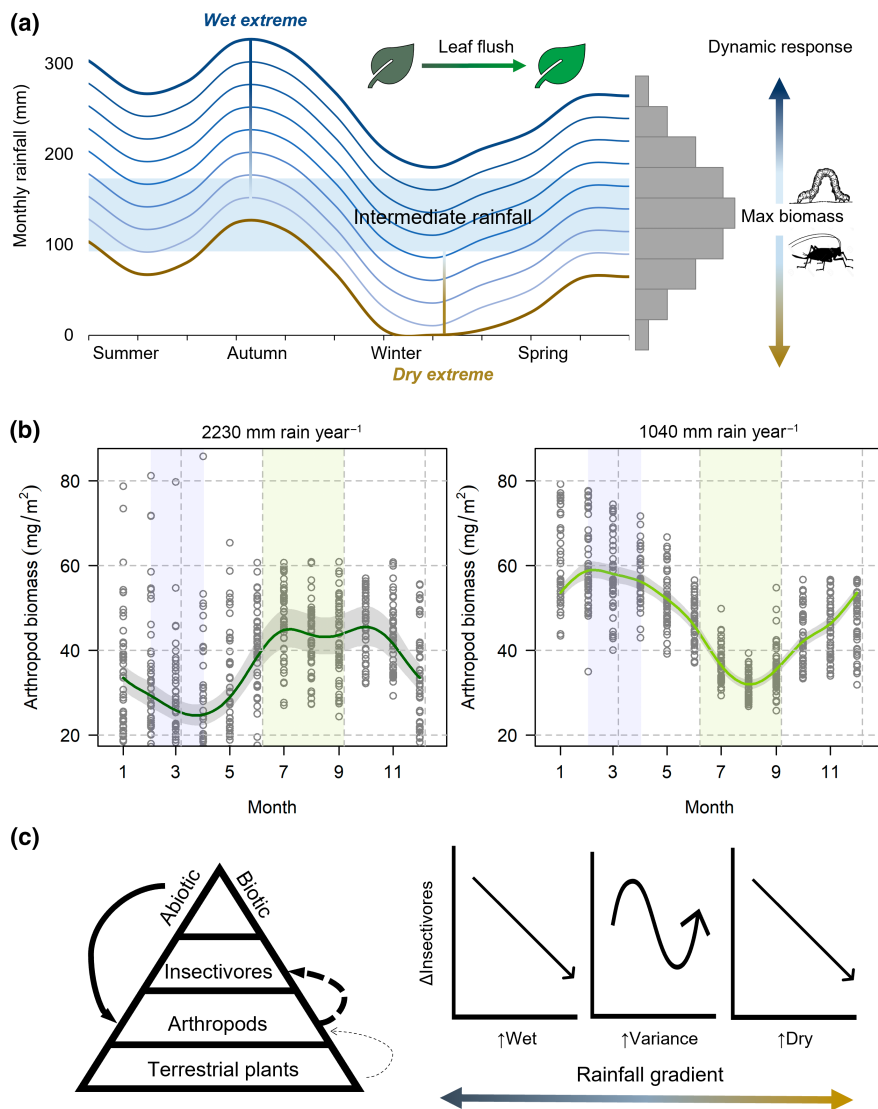 (a)
Wet extreme
Monthly rainfall (mm)
300
200
100
0
Leaf flush
Dynamic response
Intermediate rainfall
Max biomass
Summer Autumn Winter Spring
Dry extreme
(b)
2230 mm rain year⁻¹
Arthropod biomass (mg/m²)
80
60
40
20
1 3 5 7 9 11
Month
1040 mm rain year⁻¹
Arthropod biomass (mg/m²)
80
60
40
20
1 3 5 7 9 11
Month
(c)
Abiotic
Biotic
Insectivores
Arthropods
Terrestrial plants
ΔInsectivores
↑Wet
↑Variance
↑Dry
Rainfall gradient